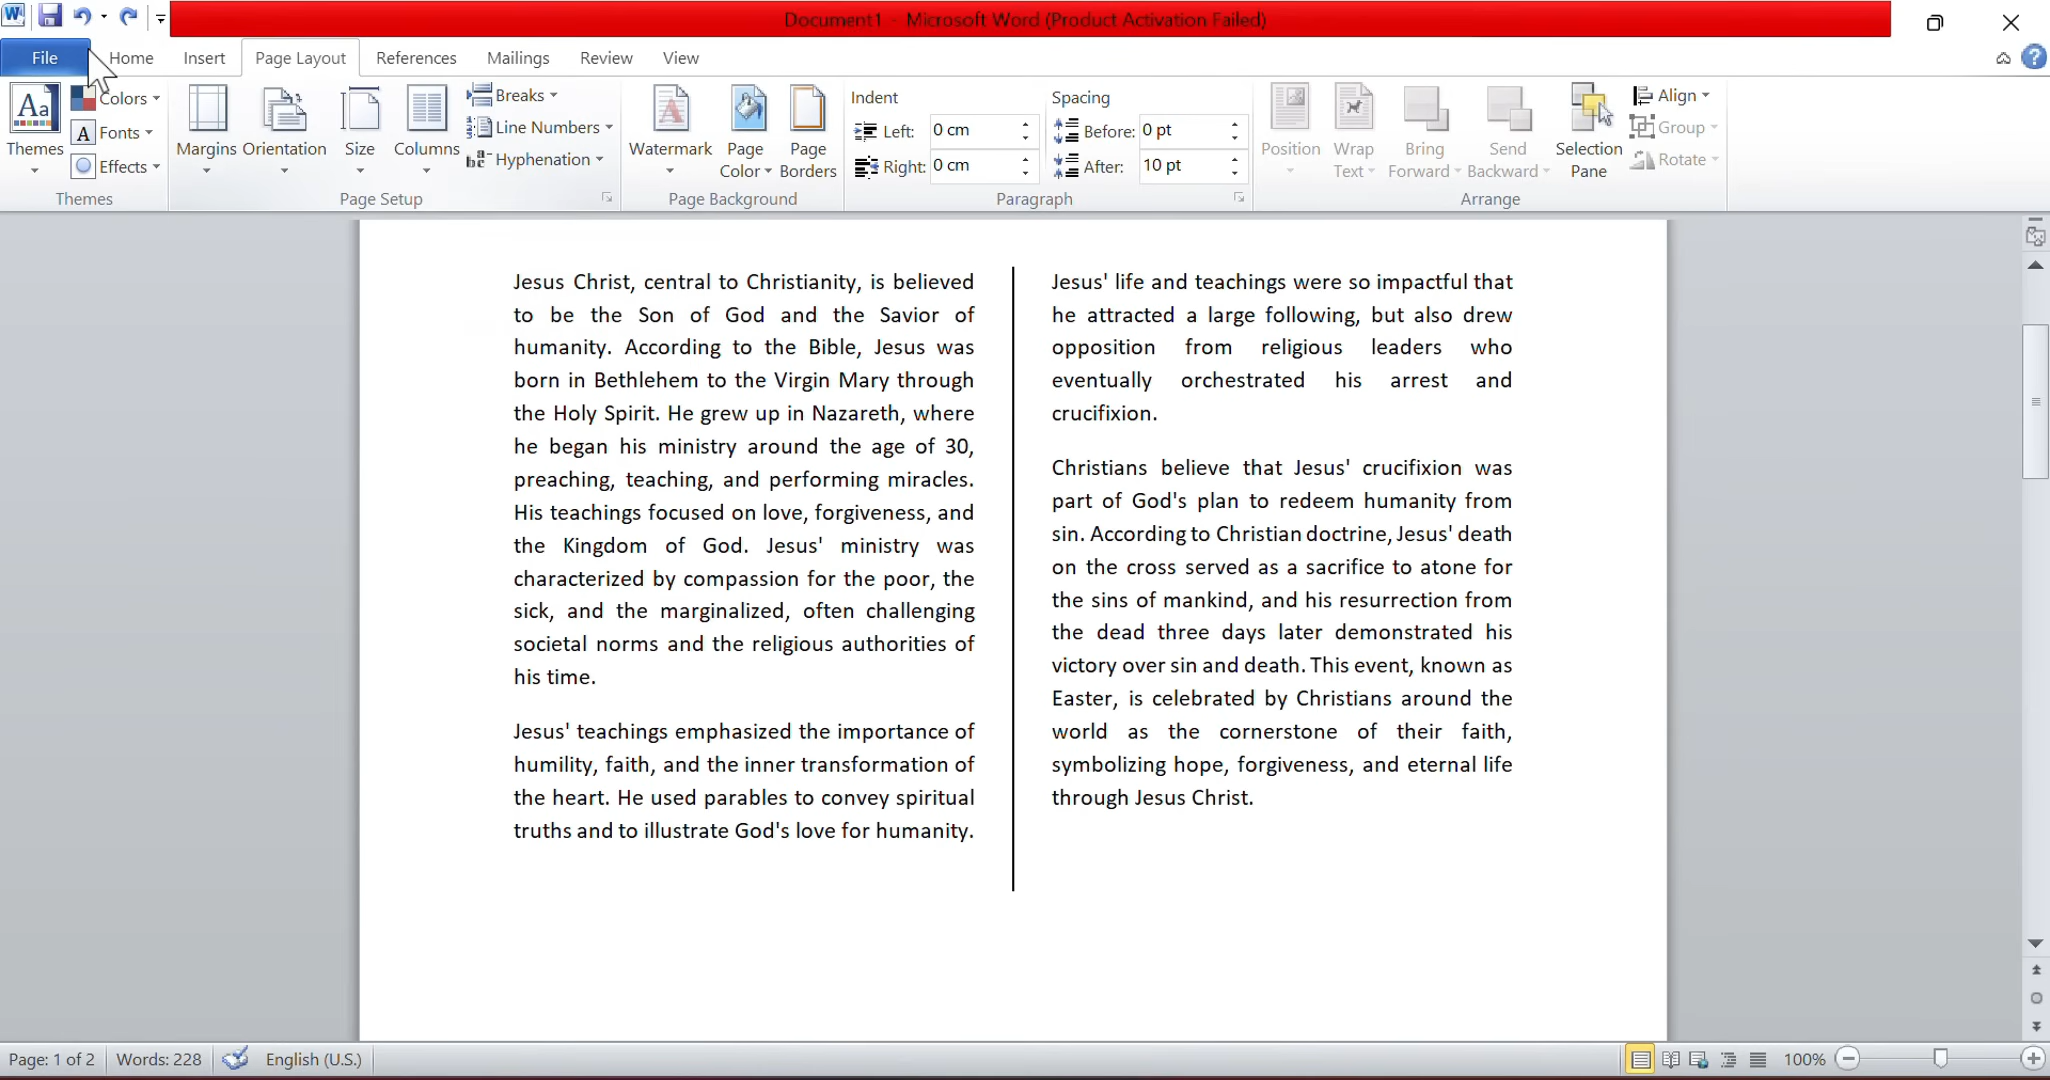 Document1 - Microsoft Word (Product Activation Failed)
File Home Insert Page Layout References Mailings Review View
Themes
Colors
Fonts
Effects
Themes
Margins
Orientation
Size
Columns
Breaks
Line Numbers
Hyphenation
Page Setup
Watermark
Page Color
Page Borders
Page Background
Indent
Left: 0 cm
Right: 0 cm
Spacing
Before: 0 pt
After: 10 pt
Paragraph
Position
Wrap Text
Bring Forward
Send Backward
Selection Pane
Align
Group
Rotate
Arrange
Jesus Christ, central to Christianity, is believed
to be the Son of God and the Savior of
humanity. According to the Bible, Jesus was
born in Bethlehem to the Virgin Mary through
the Holy Spirit. He grew up in Nazareth, where
he began his ministry around the age of 30,
preaching, teaching, and performing miracles.
His teachings focused on love, forgiveness, and
the Kingdom of God. Jesus' ministry was
characterized by compassion for the poor, the
sick, and the marginalized, often challenging
societal norms and the religious authorities of
his time.
Jesus' teachings emphasized the importance of
humility, faith, and the inner transformation of
the heart. He used parables to convey spiritual
truths and to illustrate God's love for humanity.
Jesus' life and teachings were so impactful that
he attracted a large following, but also drew
opposition from religious leaders who
eventually orchestrated his arrest and
crucifixion.
Christians believe that Jesus' crucifixion was
part of God's plan to redeem humanity from
sin. According to Christian doctrine, Jesus' death
on the cross served as a sacrifice to atone for
the sins of mankind, and his resurrection from
the dead three days later demonstrated his
victory over sin and death. This event, known as
Easter, is celebrated by Christians around the
world as the cornerstone of their faith,
symbolizing hope, forgiveness, and eternal life
through Jesus Christ.
Page: 1 of 2 Words: 228 English (U.S.) 100%